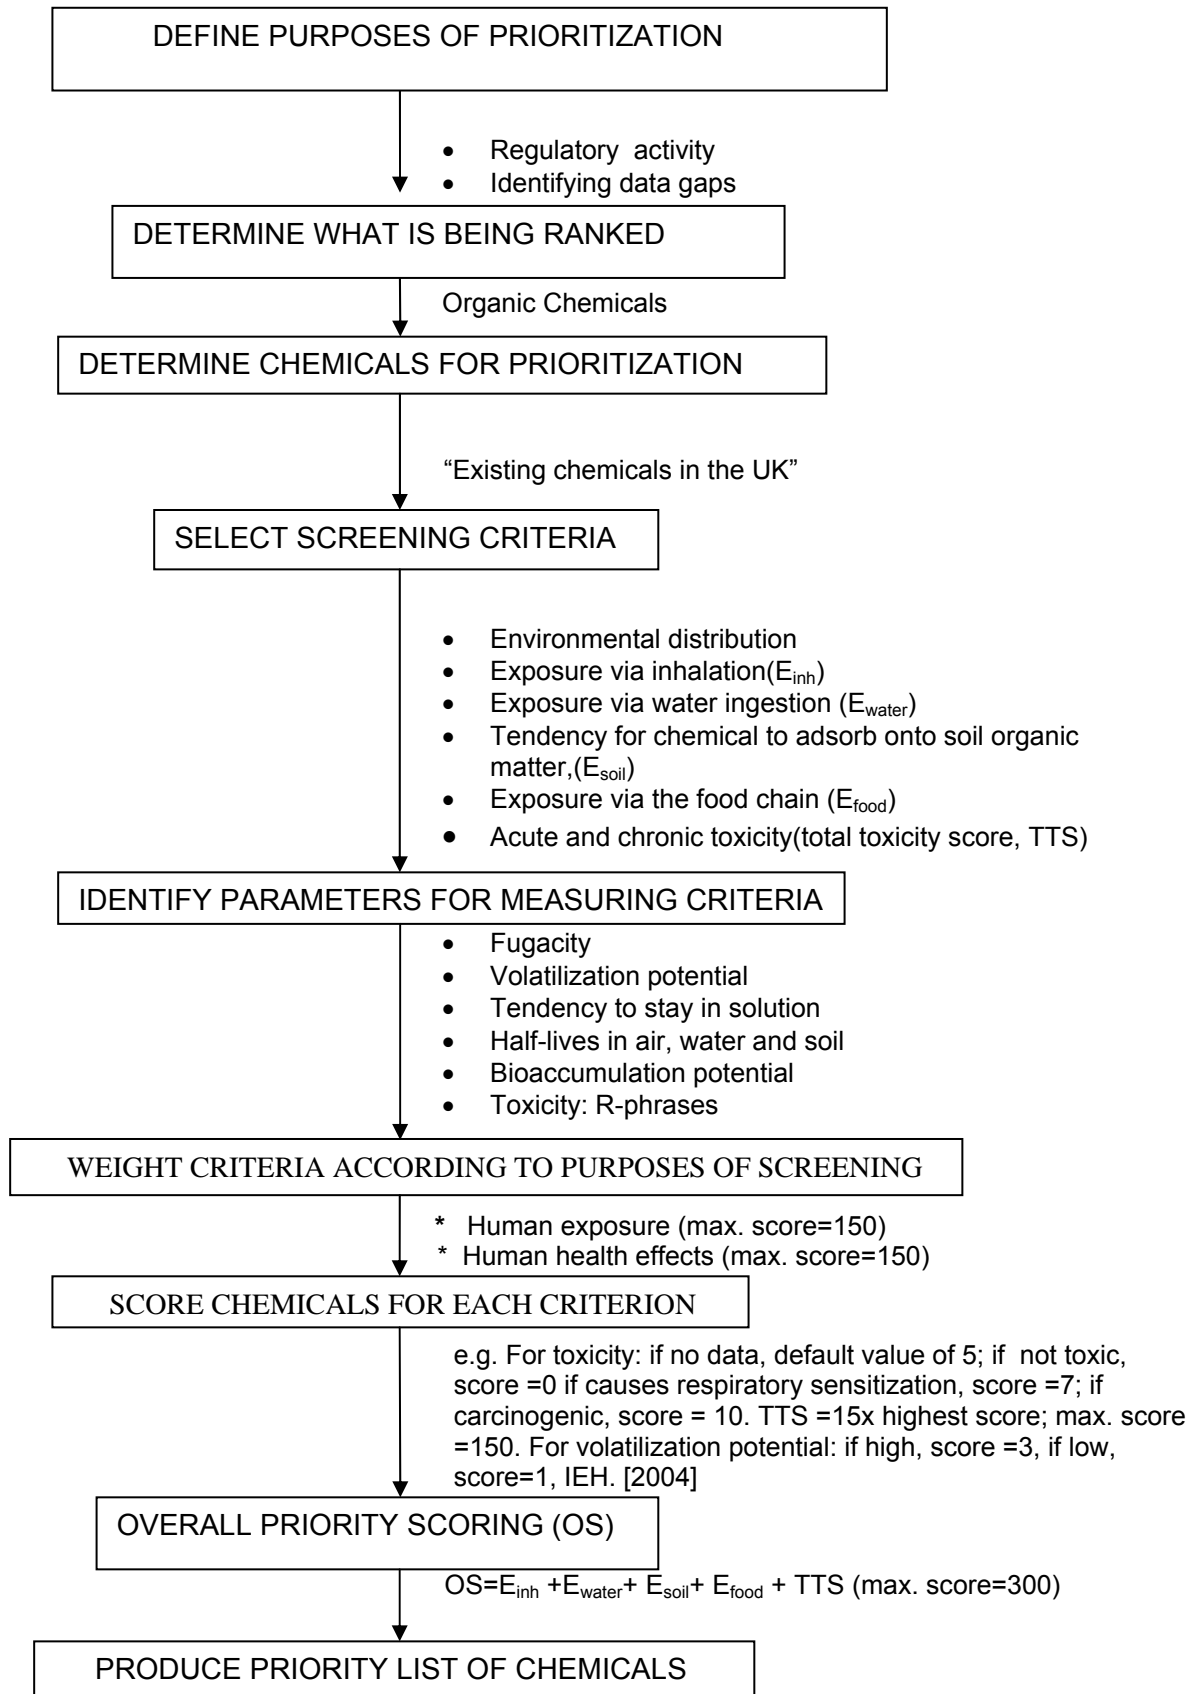 DEFINE PURPOSES OF PRIORITIZATION
• Regulatory activity
• Identifying data gaps
DETERMINE WHAT IS BEING RANKED
Organic Chemicals
DETERMINE CHEMICALS FOR PRIORITIZATION
“Existing chemicals in the UK”
SELECT SCREENING CRITERIA
• Environmental distribution
• Exposure via inhalation(Einh)
• Exposure via water ingestion (Ewater)
• Tendency for chemical to adsorb onto soil organic
matter,(Esoil)
• Exposure via the food chain (Efood)
• Acute and chronic toxicity(total toxicity score, TTS)
IDENTIFY PARAMETERS FOR MEASURING CRITERIA
• Fugacity
• Volatilization potential
• Tendency to stay in solution
• Half-lives in air, water and soil
• Bioaccumulation potential
• Toxicity: R-phrases
WEIGHT CRITERIA ACCORDING TO PURPOSES OF SCREENING
* Human exposure (max. score=150)
* Human health effects (max. score=150)
SCORE CHEMICALS FOR EACH CRITERION
e.g. For toxicity: if no data, default value of 5; if not toxic,
score =0 if causes respiratory sensitization, score =7; if
carcinogenic, score = 10. TTS =15x highest score; max. score
=150. For volatilization potential: if high, score =3, if low,
score=1, IEH. [2004]
OVERALL PRIORITY SCORING (OS)
OS=Einh +Ewater+ Esoil+ Efood + TTS (max. score=300)
PRODUCE PRIORITY LIST OF CHEMICALS